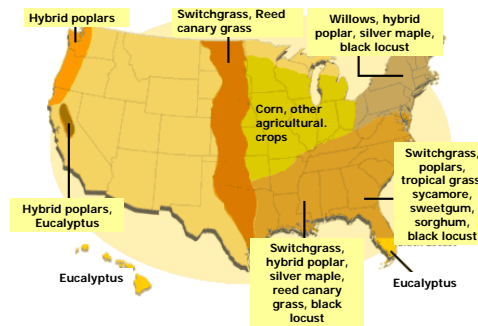 Hybrid poplars
Switchgrass, Reed
canary grass
Willows, hybrid
poplar, silver maple,
black locust
Corn, other
agricultural.
crops
Switchgrass,
poplars,
tropical grass
sycamore,
sweetgum,
sorghum,
black locust
Hybrid poplars,
Eucalyptus
Switchgrass,
hybrid poplar,
silver maple,
reed canary
grass, black
locust
Eucalyptus
Eucalyptus